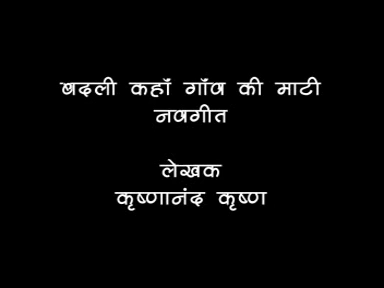 बदली कहाँ गाँव की माटी
नवगीत
लेखक
कृष्णानंद कृष्ण